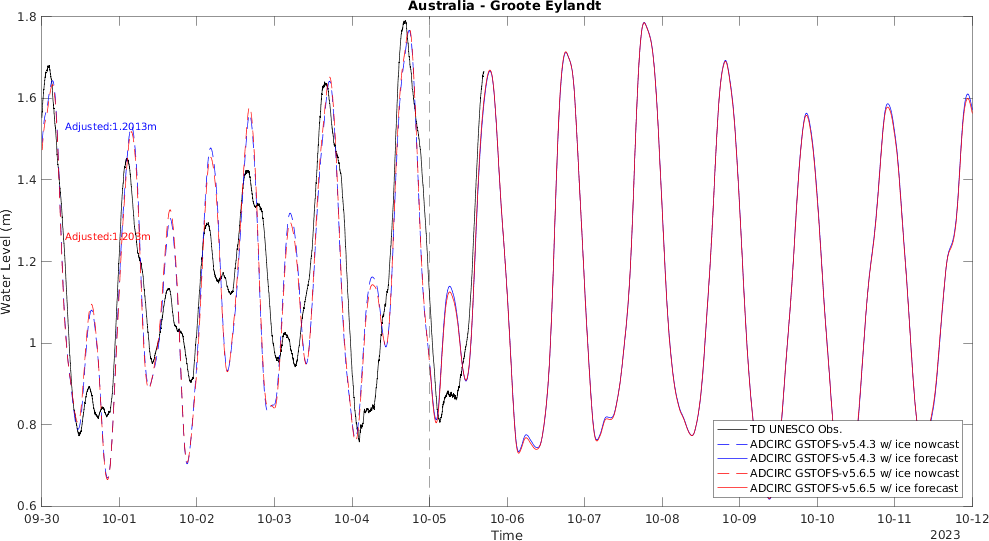 Australia - Groote Eylandt
1.8
1.6
1.4
1.2
1
0.8
0.6
Water Level (m)
Adjusted:1.2013m
Adjusted:1.203m
TD UNESCO Obs.
ADCIRC GSTOFS-v5.4.3 w/ ice nowcast
ADCIRC GSTOFS-v5.4.3 w/ ice forecast
ADCIRC GSTOFS-v5.6.5 w/ ice nowcast
ADCIRC GSTOFS-v5.6.5 w/ ice forecast
09-30 10-01 10-02 10-03 10-04 10-05 10-06 10-07 10-08 10-09 10-10 10-11 10-12
Time
2023